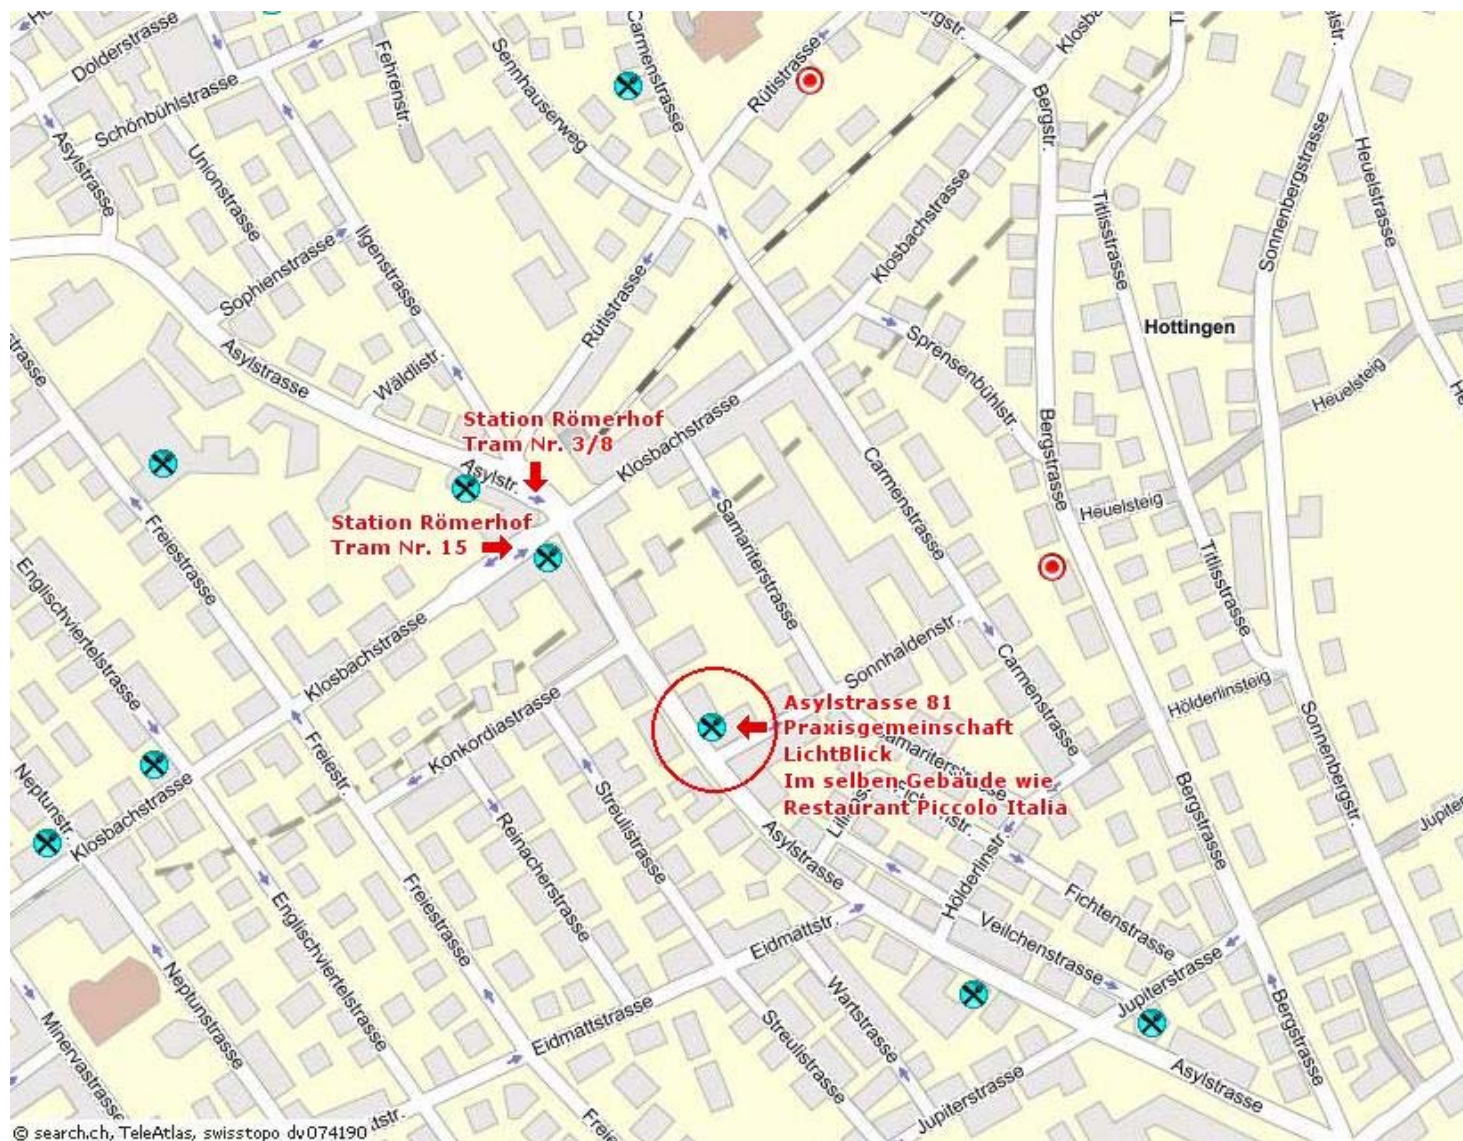 Dolderstrasse
Fehrenstr.
Sennhauserweg
Carmenstrasse
Rütistrasse
Bergstr.
Schönbühlstrasse
Asylstrasse
Unionstrasse
Ilgenstrasse
Sophienstrasse
Rütistrasse
Klosbachstrasse
Titlisstrasse
Sonnenbergstrasse
Heuelstrasse
Hottingen
Asylstrasse
Wäldlistr.
Sprensenbühlstr.
Heuelsteig
Station Römerhof
Tram Nr. 3/8
Klosbachstrasse
Bergstrasse
Asylstr.
Carmenstrasse
Heuelsteig
Station Römerhof
Tram Nr. 15
Samariterstrasse
Freiestrasse
Englischviertelstrasse
Titlisstrasse
Klosbachstrasse
Sonnhaldenstr.
Carmenstrasse
Hölderlinsteig
Konkordiastrasse
Asylstrasse 81
Praxisgemeinschaft
LichtBlick
Im selben Gebäude wie
Restaurant Piccolo Italia
Sonnenbergstr.
Freiestr.
Neptunstr.
Klosbachstrasse
Streulistrasse
Reinacherstrasse
Asylstrasse
Bergstrasse
Hölderlinstr.
Fichtenstrasse
Veilchenstrasse
Freiestrasse
Englischviertelstrasse
Eidmattstr.
Jupiterstrasse
Neptunstrasse
Eidmattstrasse
Wartstrasse
Streulistrasse
Bergstrasse
Minervastrasse
Asylstrasse
Jupiterstrasse
© search.ch, TeleAtlas, swisstopo dv074190